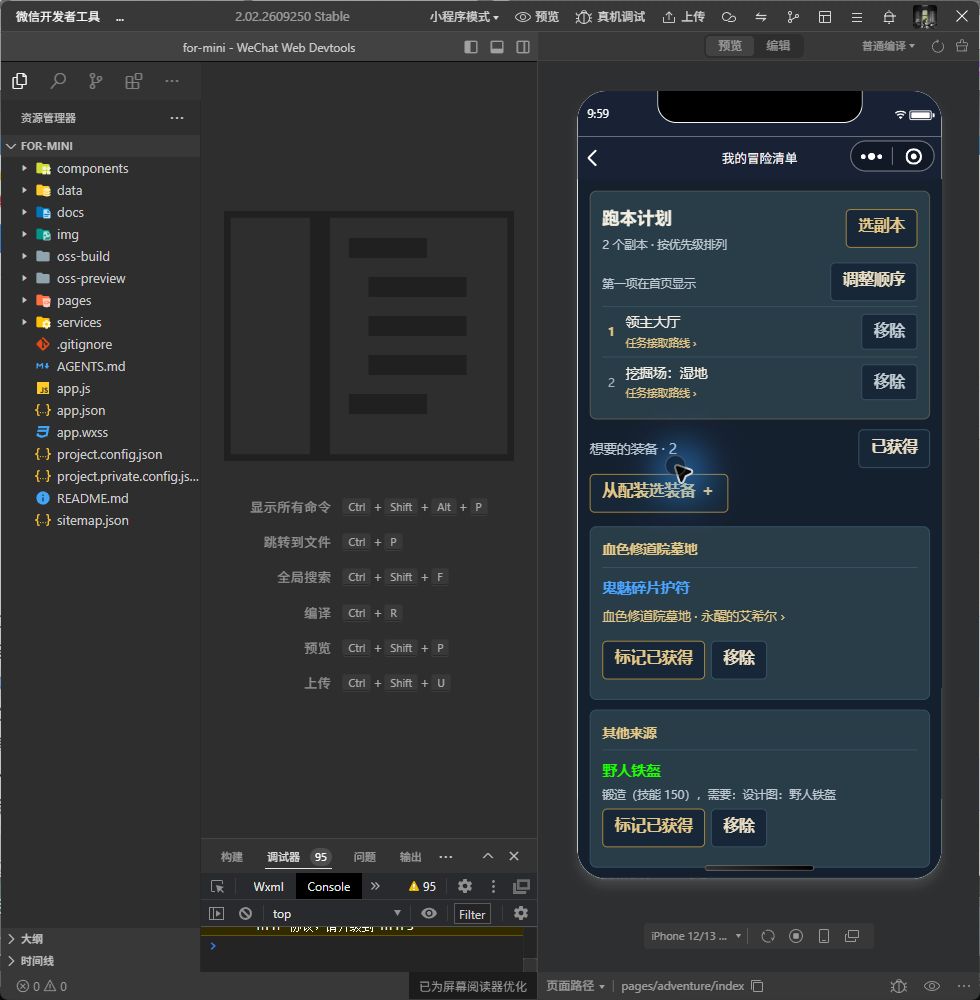 微信开发者工具 ... 2.02.2609250 Stable 小程序模式 预览 真机调试 上传
for-mini - WeChat Web Devtools 预览 编辑 普通编译
资源管理器
FOR-MINI
components
data
docs
img
oss-build
oss-preview
pages
services
.gitignore
AGENTS.md
app.js
app.json
app.wxss
project.config.json
project.private.config.js...
README.md
sitemap.json
大纲
时间线
0 0
显示所有命令 Ctrl + Shift + Alt + P
跳转到文件 Ctrl + P
全局搜索 Ctrl + Shift + F
编译 Ctrl + R
预览 Ctrl + Shift + P
上传 Ctrl + Shift + U
构建 调试器 95 问题 输出 ...
Wxml Console » 95
top Filter
>
已为屏幕阅读器优化
9:59
我的冒险清单
跑本计划 选副本
2 个副本 · 按优先级排列
第一项在首页显示 调整顺序
1 领主大厅 移除
任务接取路线 ›
2 挖掘场：湿地 移除
任务接取路线 ›
想要的装备 · 2 已获得
从配装选装备 +
血色修道院墓地
鬼魅碎片护符
血色修道院墓地 · 永醒的艾希尔 ›
标记已获得 移除
其他来源
野人铁盔
锻造（技能 150），需要：设计图：野人铁盔
标记已获得 移除
iPhone 12/13 ...
页面路径 pages/adventure/index